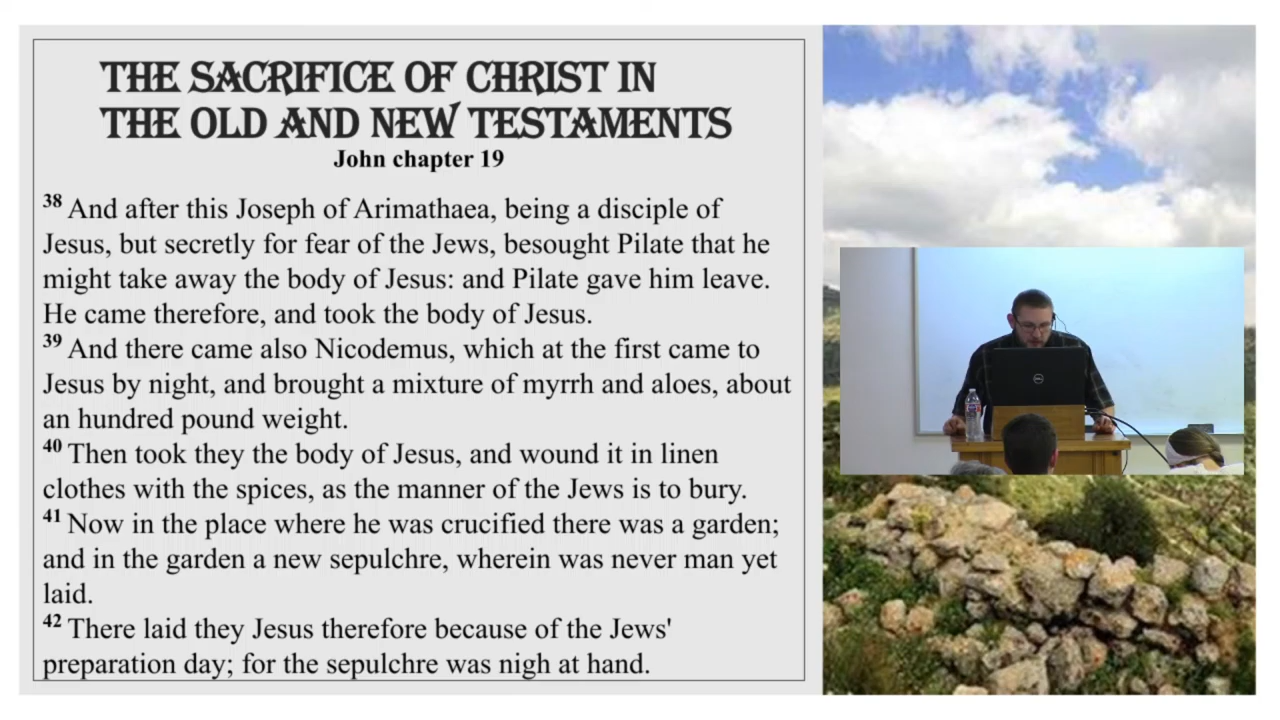 THE SACRIFICE OF CHRIST IN
THE OLD AND NEW TESTAMENTS
John chapter 19
38 And after this Joseph of Arimathaea, being a disciple of
Jesus, but secretly for fear of the Jews, besought Pilate that he
might take away the body of Jesus: and Pilate gave him leave.
He came therefore, and took the body of Jesus.
39 And there came also Nicodemus, which at the first came to
Jesus by night, and brought a mixture of myrrh and aloes, about
an hundred pound weight.
40 Then took they the body of Jesus, and wound it in linen
clothes with the spices, as the manner of the Jews is to bury.
41 Now in the place where he was crucified there was a garden;
and in the garden a new sepulchre, wherein was never man yet
laid.
42 There laid they Jesus therefore because of the Jews'
preparation day; for the sepulchre was nigh at hand.
DELL